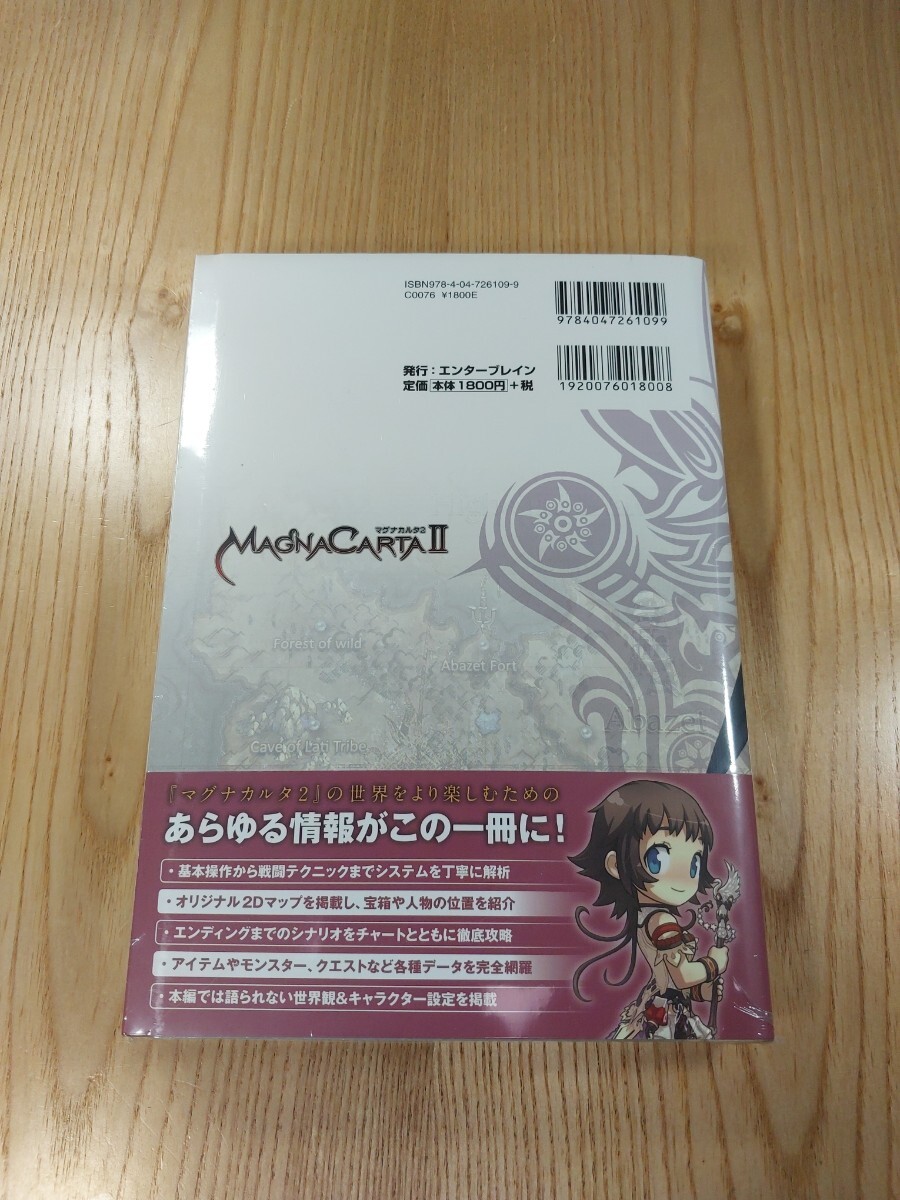 ISBN978-4-04-726109-9
C0076 ¥1800E
9784047261099
発行：エンターブレイン
定価 本体1800円+税
1920076018008
マグナカルタ2
MAGNACARTA II
Forest of wild
Abazet Fort
Abazet
Cave of Lati Tribe
『マグナカルタ2』の世界をより楽しむための
あらゆる情報がこの一冊に!
・基本操作から戦闘テクニックまでシステムを丁寧に解析
・オリジナル2Dマップを掲載し、宝箱や人物の位置を紹介
・エンディングまでのシナリオをチャートとともに徹底攻略
・アイテムやモンスター、クエストなど各種データを完全網羅
・本編では語られない世界観&キャラクター設定を掲載